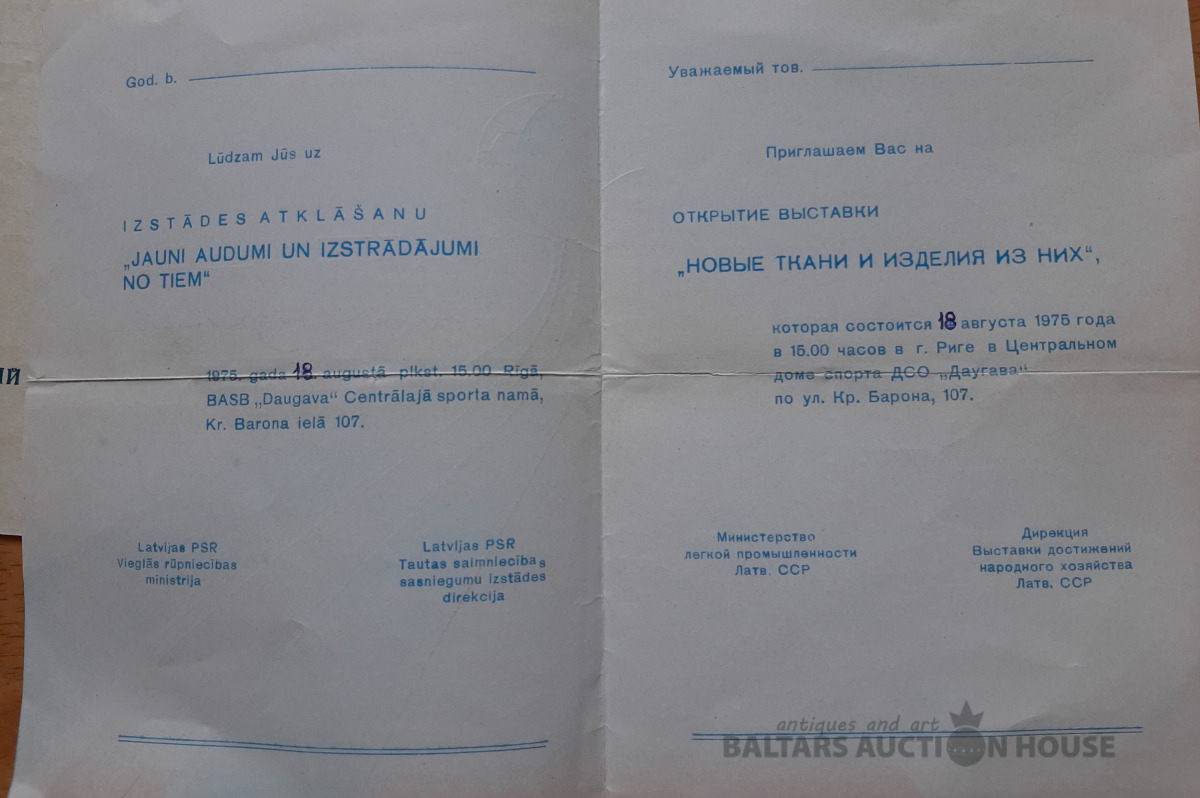 God. b.
Lūdzam Jūs uz
IZSTĀDES ATKLĀŠANU
„JAUNI AUDUMI UN IZSTRĀDĀJUMI
NO TIEM“
1975. gada 18. augustā plkst. 15.00 Rīgā,
BASB „Daugava“ Centrālajā sporta namā,
Kr. Barona ielā 107.
Latvijas PSR
Vieglās rūpniecības
ministrija
Latvijas PSR
Tautas saimniecības
sasniegumu izstādes
direkcija
Уважаемый тов.
Приглашаем Вас на
ОТКРЫТИЕ ВЫСТАВКИ
„НОВЫЕ ТКАНИ И ИЗДЕЛИЯ ИЗ НИХ“,
которая состоится 18 августа 1975 года
в 15.00 часов в г. Риге в Центральном
доме спорта ДСО „Даугава“
по ул. Кр. Барона, 107.
Министерство
легкой промышленности
Латв. ССР
Дирекция
Выставки достижений
народного хозяйства
Латв. ССР
antiques and art
BALTARS AUCTION HOUSE